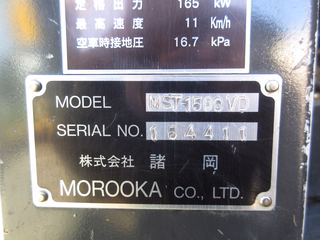 定格出力 165 kW
最高速度 11 Km/h
空車時接地圧 16.7 kPa
MODEL MST-1500VD
SERIAL NO. 154411
株式会社 諸岡
MOROOKA CO., LTD.